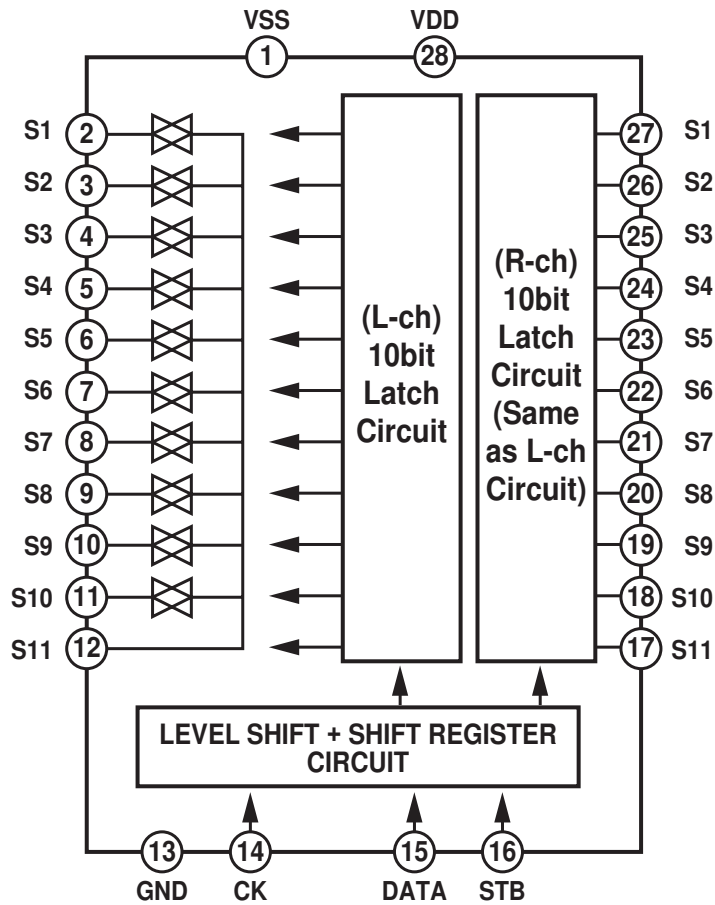 VSS VDD
1 28
S1 2 27 S1
S2 3 26 S2
S3 4 25 S3
S4 5 24 S4
S5 6 23 S5
S6 7 22 S6
S7 8 21 S7
S8 9 20 S8
S9 10 19 S9
S10 11 18 S10
S11 12 17 S11
(L-ch)
10bit
Latch
Circuit
(R-ch)
10bit
Latch
Circuit
(Same
as L-ch
Circuit)
LEVEL SHIFT + SHIFT REGISTER
CIRCUIT
13 14 15 16
GND CK DATA STB